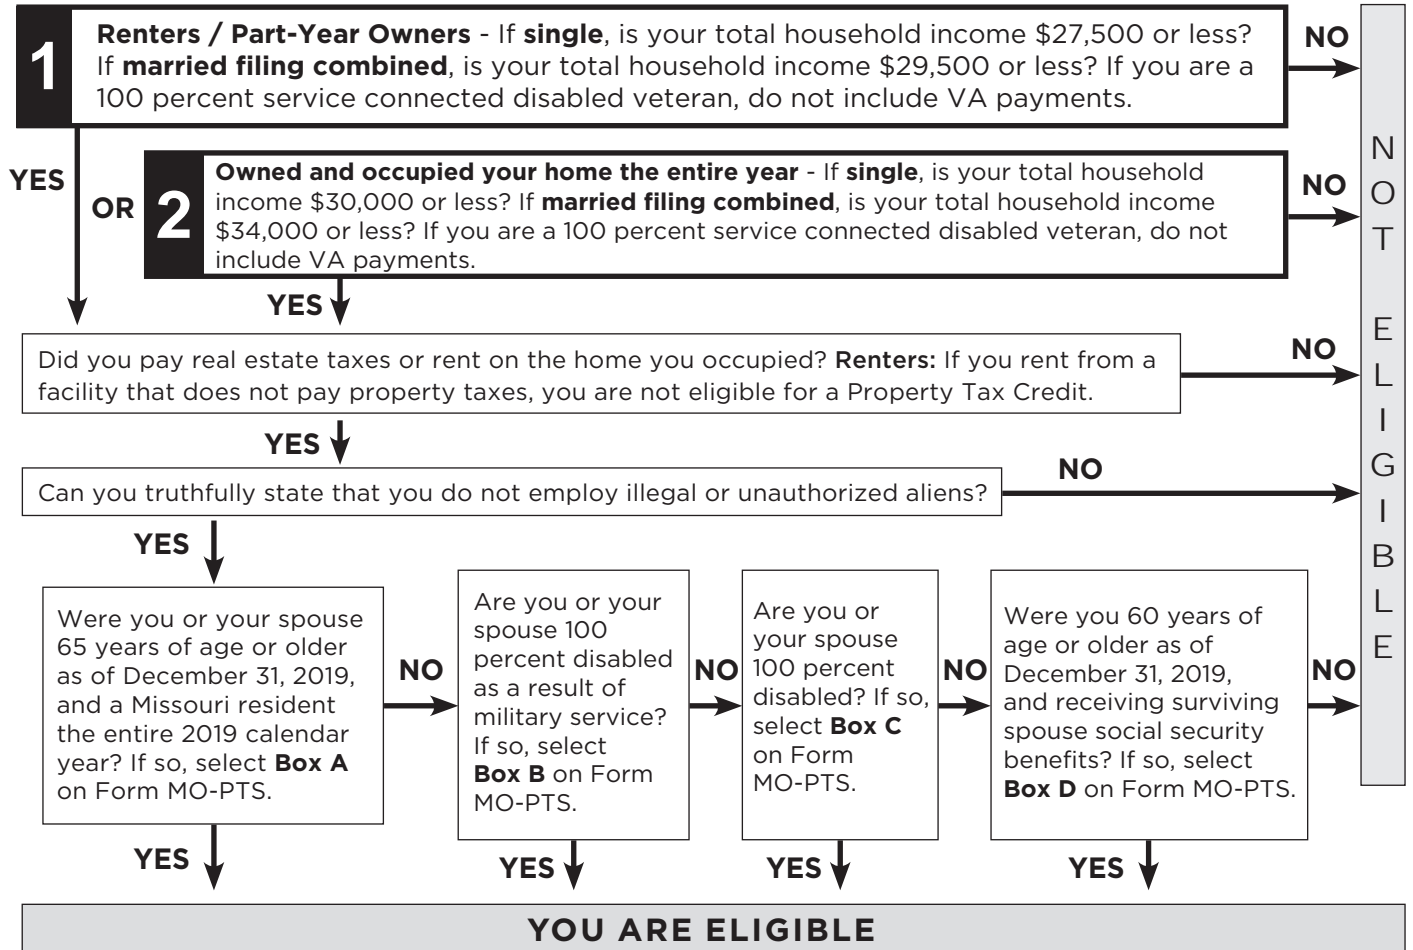 1
Renters / Part-Year Owners - If single, is your total household income $27,500 or less?
If married filing combined, is your total household income $29,500 or less? If you are a
100 percent service connected disabled veteran, do not include VA payments.
NO
YES
OR
2
Owned and occupied your home the entire year - If single, is your total household
income $30,000 or less? If married filing combined, is your total household income
$34,000 or less? If you are a 100 percent service connected disabled veteran, do not
include VA payments.
NO
YES
Did you pay real estate taxes or rent on the home you occupied? Renters: If you rent from a
facility that does not pay property taxes, you are not eligible for a Property Tax Credit.
NO
YES
Can you truthfully state that you do not employ illegal or unauthorized aliens?
NO
YES
Were you or your spouse
65 years of age or older
as of December 31, 2019,
and a Missouri resident
the entire 2019 calendar
year? If so, select Box A
on Form MO-PTS.
NO
YES
Are you or your
spouse 100
percent disabled
as a result of
military service?
If so, select
Box B on Form
MO-PTS.
NO
YES
Are you or
your spouse
100 percent
disabled? If so,
select Box C
on Form
MO-PTS.
NO
YES
Were you 60 years of
age or older as of
December 31, 2019,
and receiving surviving
spouse social security
benefits? If so, select
Box D on Form MO-PTS.
NO
YES
NOT ELIGIBLE
YOU ARE ELIGIBLE